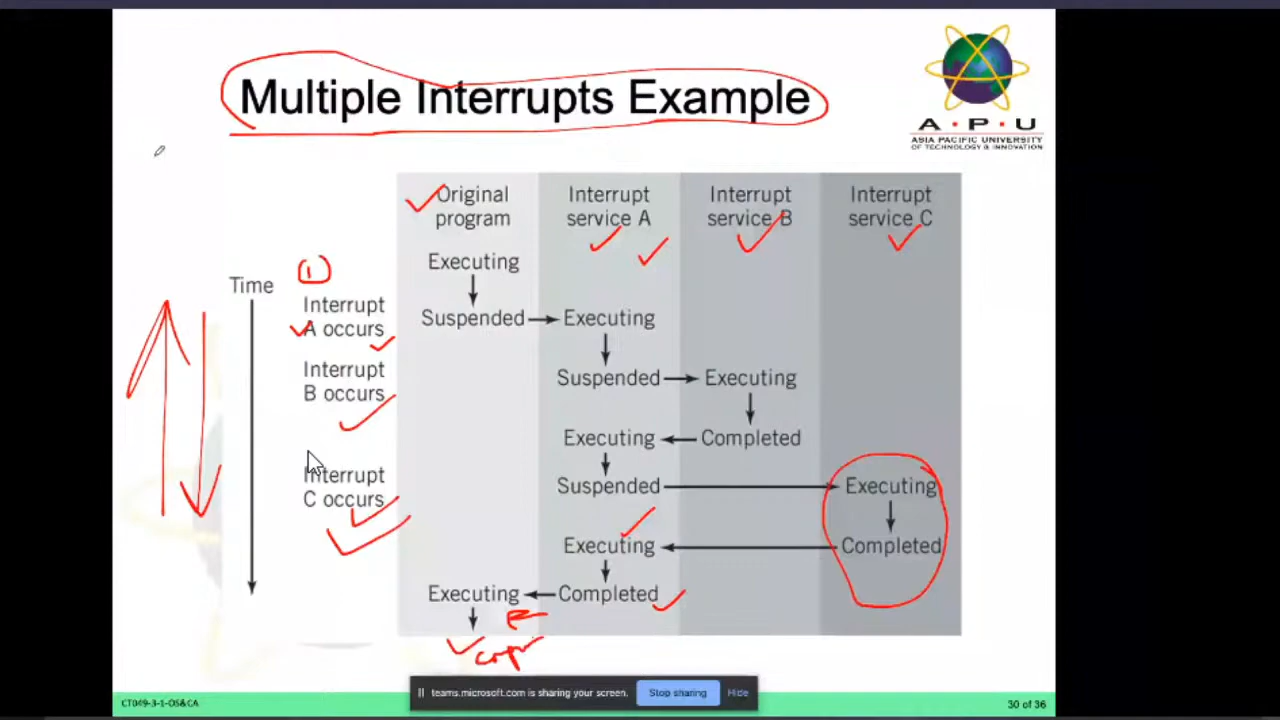 Multiple Interrupts Example
A · P · U
ASIA PACIFIC UNIVERSITY
OF TECHNOLOGY & INNOVATION
Original program
Interrupt service A
Interrupt service B
Interrupt service C
Time
1
Executing
Interrupt A occurs
Suspended
Executing
Interrupt B occurs
Suspended
Executing
Executing
Completed
Interrupt C occurs
Suspended
Executing
Executing
Completed
Executing
Completed
teams.microsoft.com is sharing your screen.
Stop sharing
Hide
CT049-3-1-OS&CA
30 of 36